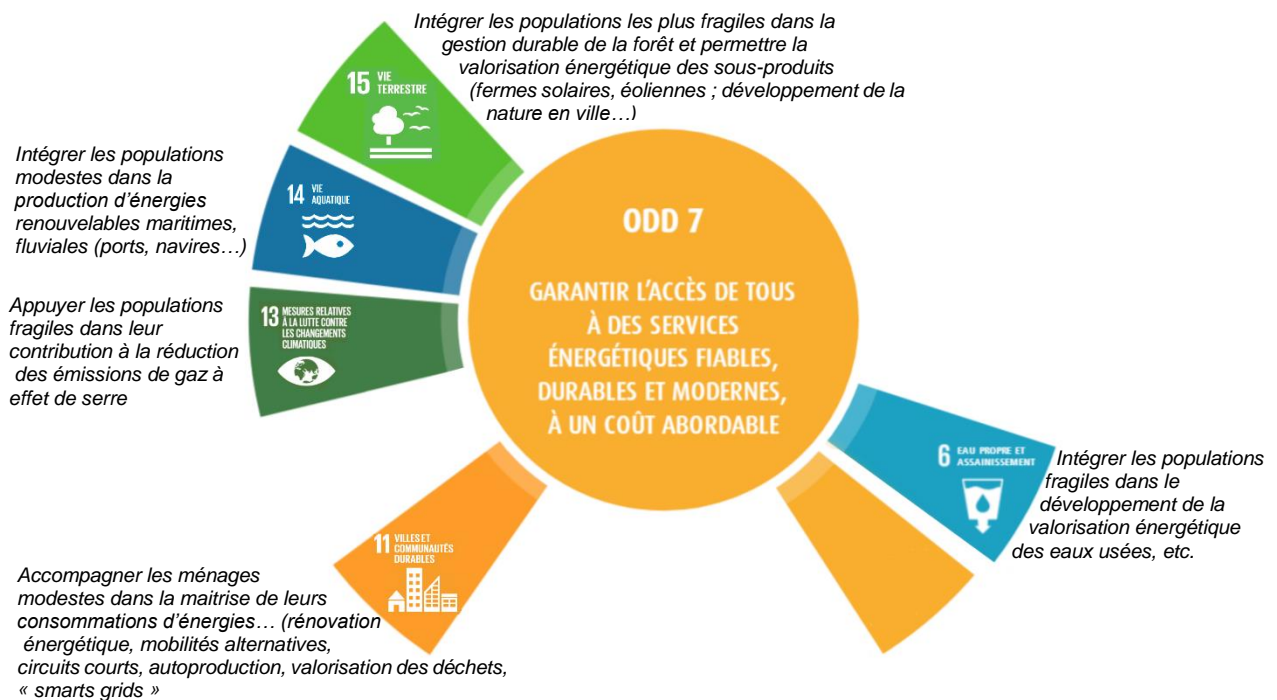 Intégrer les populations les plus fragiles dans la
gestion durable de la forêt et permettre la
valorisation énergétique des sous-produits
(fermes solaires, éoliennes ; développement de la
nature en ville…)
15 VIE
TERRESTRE
Intégrer les populations
modestes dans la
production d'énergies
renouvelables maritimes,
fluviales (ports, navires…)
14 VIE
AQUATIQUE
Appuyer les populations
fragiles dans leur
contribution à la réduction
des émissions de gaz à
effet de serre
13 MESURES RELATIVES
À LA LUTTE CONTRE
LES CHANGEMENTS
CLIMATIQUES
ODD 7
GARANTIR L'ACCÈS DE TOUS
À DES SERVICES
ÉNERGÉTIQUES FIABLES,
DURABLES ET MODERNES,
À UN COÛT ABORDABLE
6 EAU PROPRE ET
ASSAINISSEMENT
Intégrer les populations
fragiles dans le
développement de la
valorisation énergétique
des eaux usées, etc.
11 VILLES ET
COMMUNAUTÉS
DURABLES
Accompagner les ménages
modestes dans la maitrise de leurs
consommations d'énergies… (rénovation
énergétique, mobilités alternatives,
circuits courts, autoproduction, valorisation des déchets,
« smarts grids »